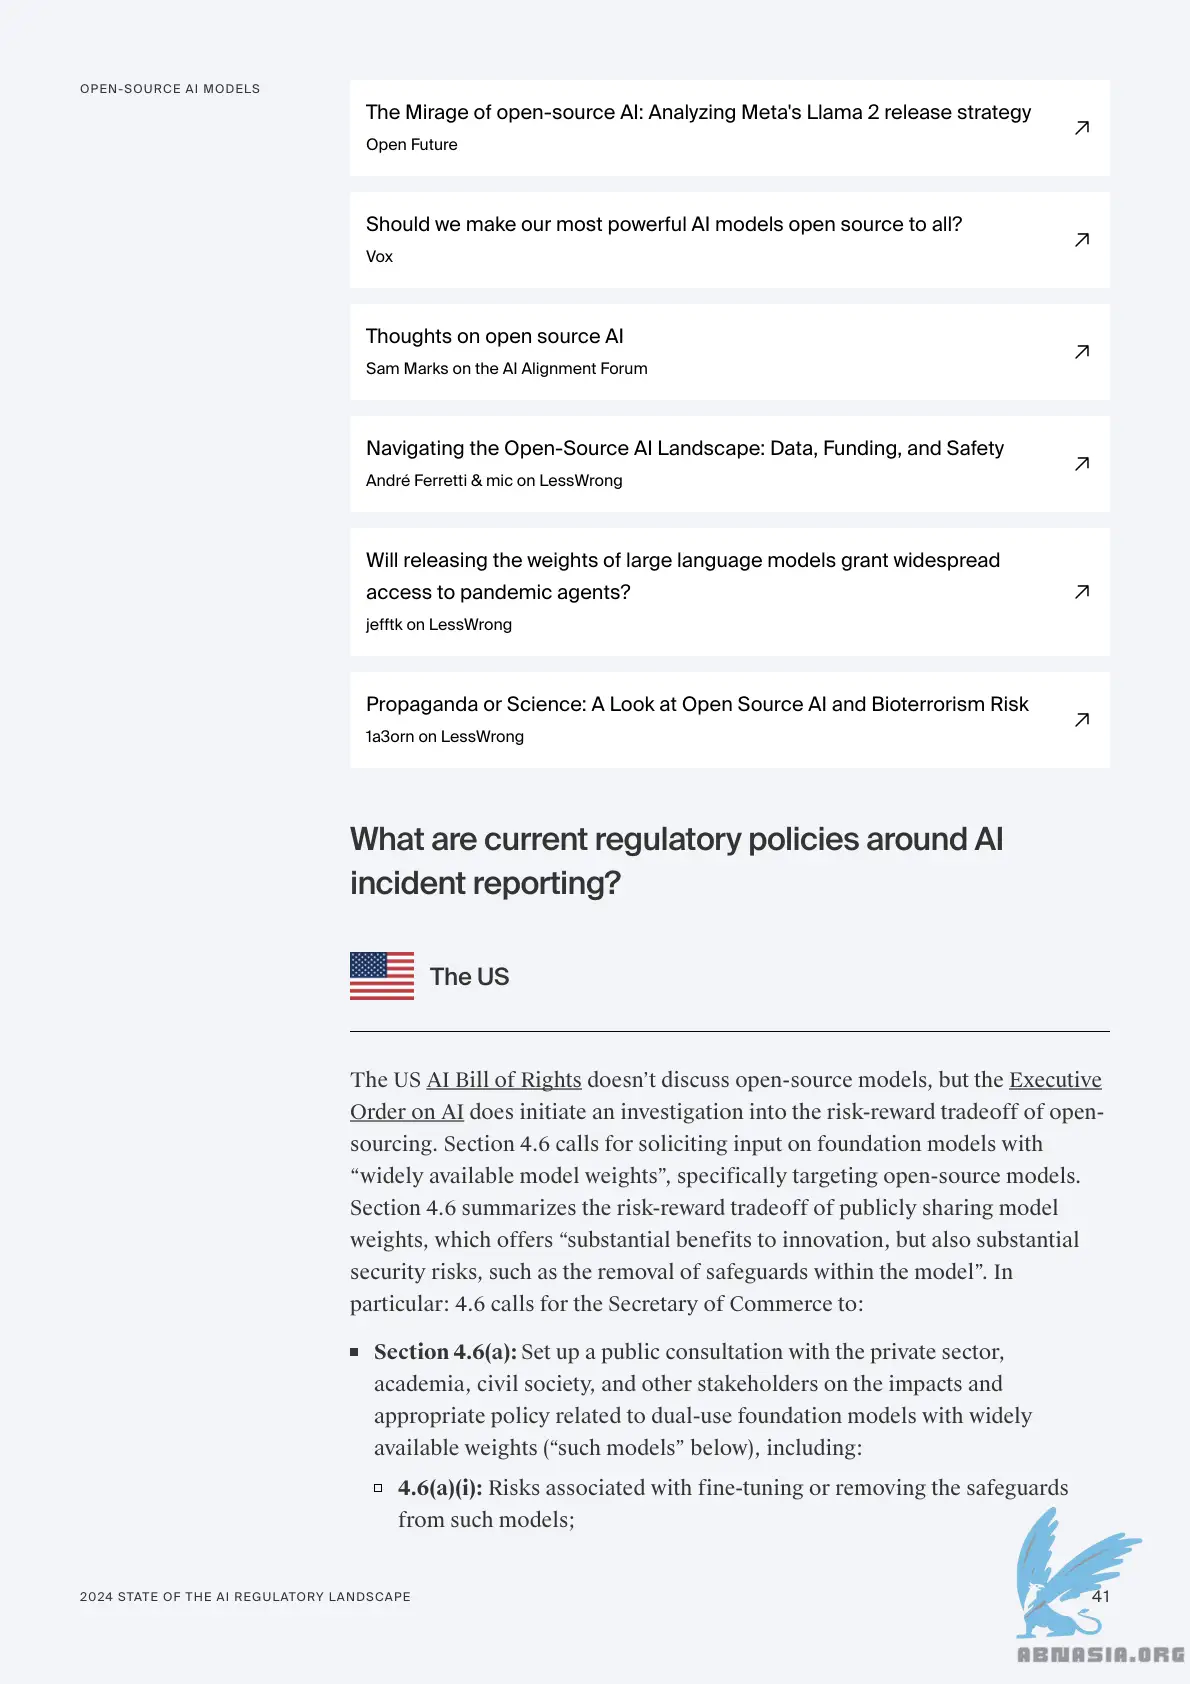 OPEN-SOURCE AI MODELS
The Mirage of open-source AI: Analyzing Meta's Llama 2 release strategy
Open Future
Should we make our most powerful AI models open source to all?
Vox
Thoughts on open source AI
Sam Marks on the AI Alignment Forum
Navigating the Open-Source AI Landscape: Data, Funding, and Safety
André Ferretti & mic on LessWrong
Will releasing the weights of large language models grant widespread
access to pandemic agents?
jefftk on LessWrong
Propaganda or Science: A Look at Open Source AI and Bioterrorism Risk
1a3orn on LessWrong
What are current regulatory policies around AI
incident reporting?
The US
The US AI Bill of Rights doesn’t discuss open-source models, but the Executive
Order on AI does initiate an investigation into the risk-reward tradeoff of open-
sourcing. Section 4.6 calls for soliciting input on foundation models with
“widely available model weights”, specifically targeting open-source models.
Section 4.6 summarizes the risk-reward tradeoff of publicly sharing model
weights, which offers “substantial benefits to innovation, but also substantial
security risks, such as the removal of safeguards within the model”. In
particular: 4.6 calls for the Secretary of Commerce to:
Section 4.6(a): Set up a public consultation with the private sector,
academia, civil society, and other stakeholders on the impacts and
appropriate policy related to dual-use foundation models with widely
available weights (“such models” below), including:
4.6(a)(i): Risks associated with fine-tuning or removing the safeguards
from such models;
2024 STATE OF THE AI REGULATORY LANDSCAPE
41
ABNASIA.ORG